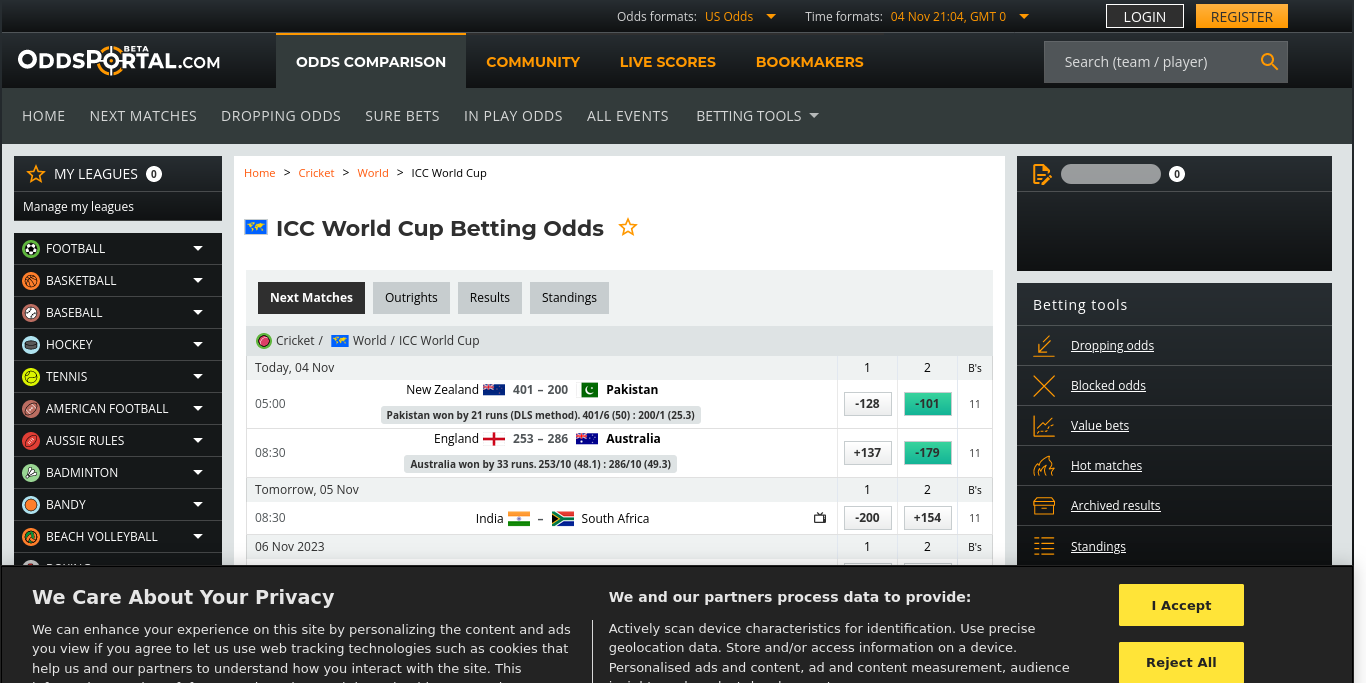 Odds formats: US Odds Time formats: 04 Nov 21:04, GMT 0 LOGIN REGISTER
ODDSPORTAL.COM BETA
ODDS COMPARISON COMMUNITY LIVE SCORES BOOKMAKERS Search (team / player)
HOME NEXT MATCHES DROPPING ODDS SURE BETS IN PLAY ODDS ALL EVENTS BETTING TOOLS
MY LEAGUES 0
Manage my leagues
FOOTBALL
BASKETBALL
BASEBALL
HOCKEY
TENNIS
AMERICAN FOOTBALL
AUSSIE RULES
BADMINTON
BANDY
BEACH VOLLEYBALL
Home > Cricket > World > ICC World Cup
ICC World Cup Betting Odds
Next Matches Outrights Results Standings
Cricket / World / ICC World Cup
Today, 04 Nov 1 2 B's
New Zealand 401 – 200 Pakistan
05:00 -128 -101 11
Pakistan won by 21 runs (DLS method). 401/6 (50) : 200/1 (25.3)
England 253 – 286 Australia
08:30 +137 -179 11
Australia won by 33 runs. 253/10 (48.1) : 286/10 (49.3)
Tomorrow, 05 Nov 1 2 B's
08:30 India – South Africa -200 +154 11
06 Nov 2023 1 2 B's
0
Betting tools
Dropping odds
Blocked odds
Value bets
Hot matches
Archived results
Standings
We Care About Your Privacy
We can enhance your experience on this site by personalizing the content and ads
you view if you agree to let us use web tracking technologies such as cookies that
help us and our partners to understand how you interact with the site. This
We and our partners process data to provide:
Actively scan device characteristics for identification. Use precise
geolocation data. Store and/or access information on a device.
Personalised ads and content, ad and content measurement, audience
I Accept
Reject All